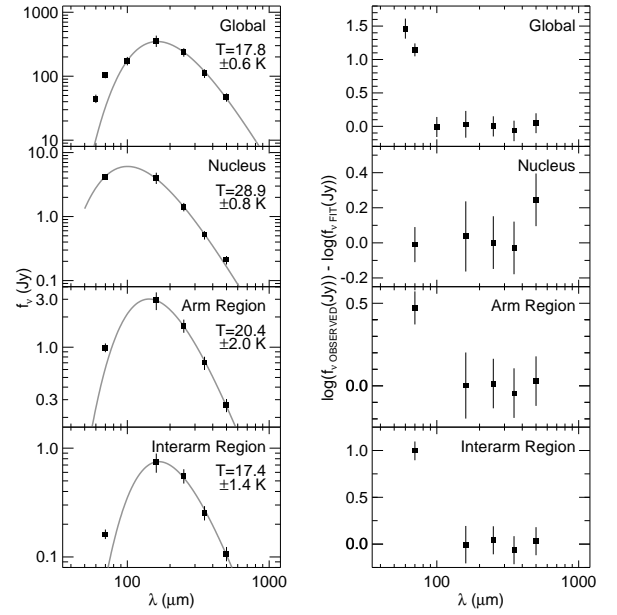 Global
T=17.8
±0.6 K
1000
100
10
Nucleus
T=28.9
±0.8 K
10.0
1.0
0.1
Arm Region
T=20.4
±2.0 K
3.0
1.0
0.3
Interarm Region
T=17.4
±1.4 K
1.0
0.1
100 1000
λ (μm)
fν (Jy)
Global
1.5
1.0
0.5
0.0
Nucleus
0.4
0.2
0.0
-0.2
Arm Region
0.5
0.0
Interarm Region
1.0
0.5
0.0
100 1000
λ (μm)
log(fν OBSERVED(Jy)) - log(fν FIT(Jy))